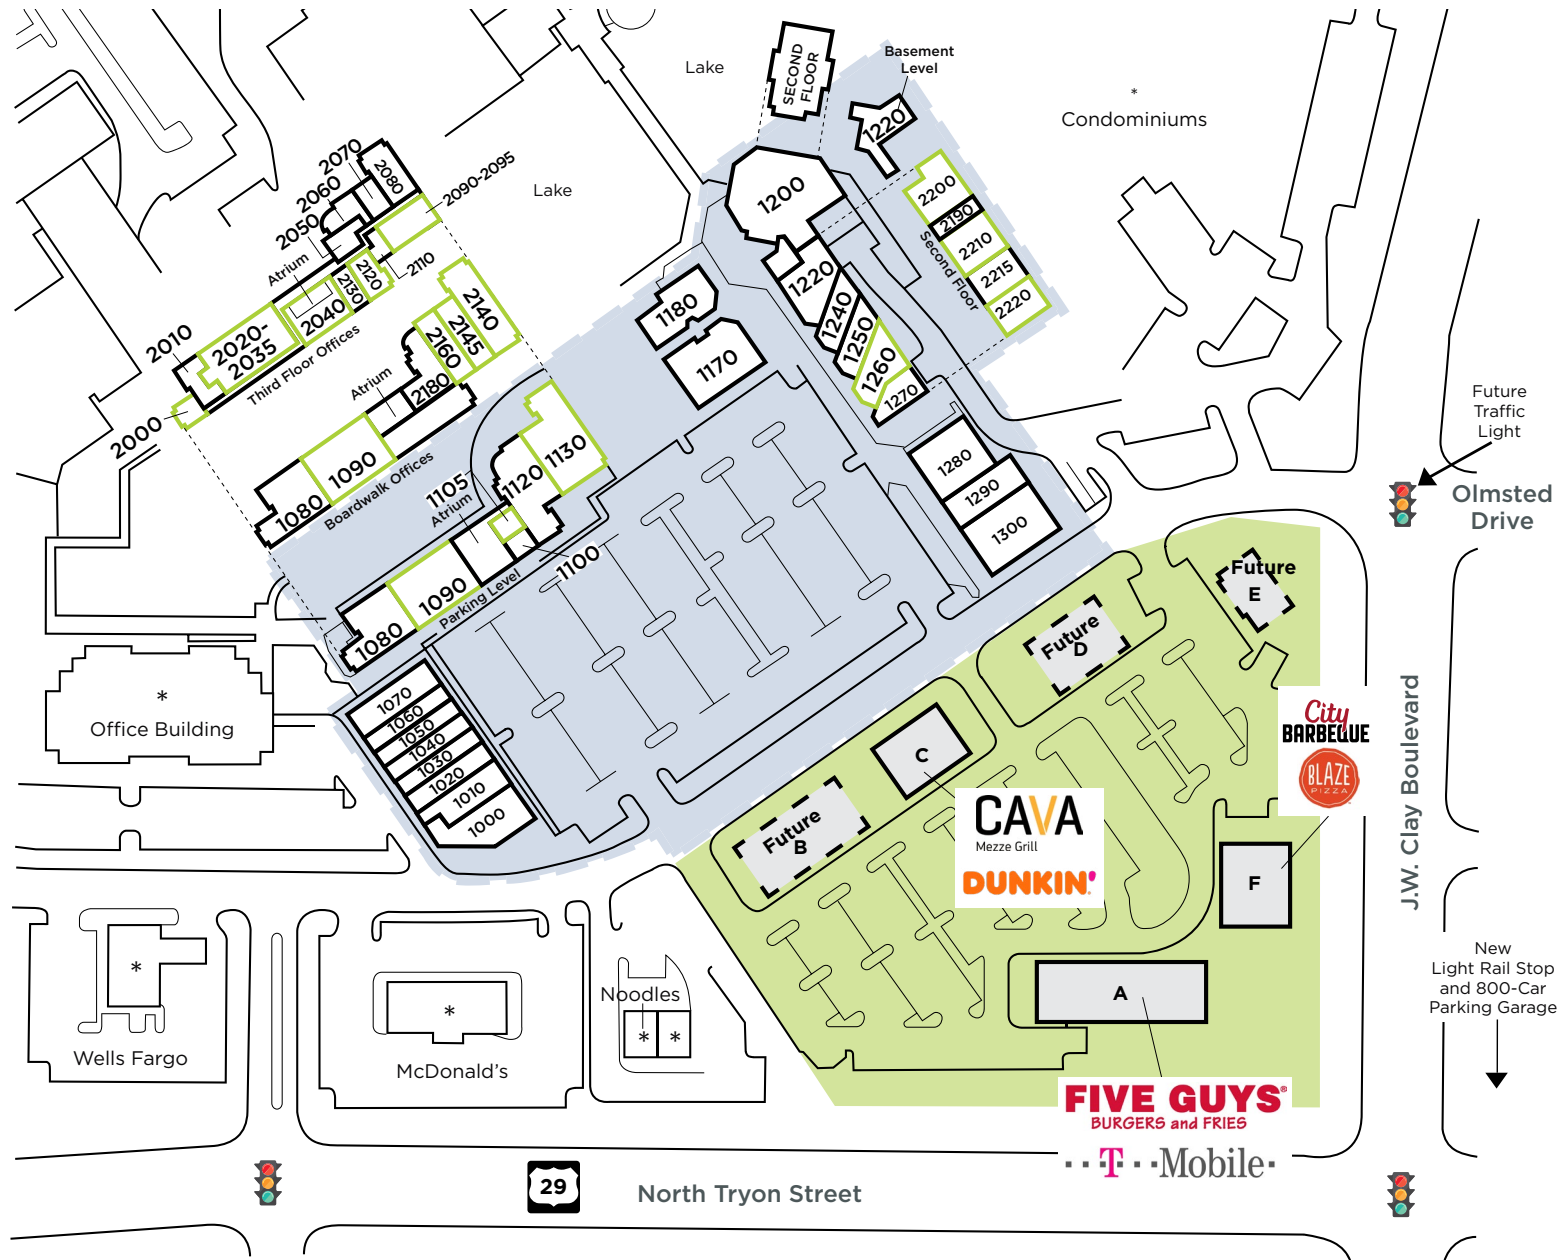 Lake
SECOND
FLOOR
Basement
Level
1220
*
Condominiums
2070
2080
2060
2050
2090-2095
Lake
1200
2200
2190
2210
2215
2220
Second Floor
Atrium
2110
2120
2130
2040
2010
2020-
2035
Third Floor Offices
2000
2140
2145
2160
2180
Atrium
1180
1170
1220
1240
1250
1260
1270
1090
1080
Boardwalk Offices
1105
Atrium
1120
1130
1100
1090
1080
Parking Level
1280
1290
1300
Future
Traffic
Light
Olmsted
Drive
Future
E
Future
D
*
Office Building
1070
1060
1050
1040
1030
1020
1010
1000
City
BARBEQUE
BLAZE
PIZZA
J.W. Clay Boulevard
C
CAVA
Mezze Grill
DUNKIN'
Future
B
F
A
New
Light Rail Stop
and 800-Car
Parking Garage
*
Wells Fargo
*
McDonald's
Noodles
* *
FIVE GUYS®
BURGERS and FRIES
T Mobile
29
North Tryon Street